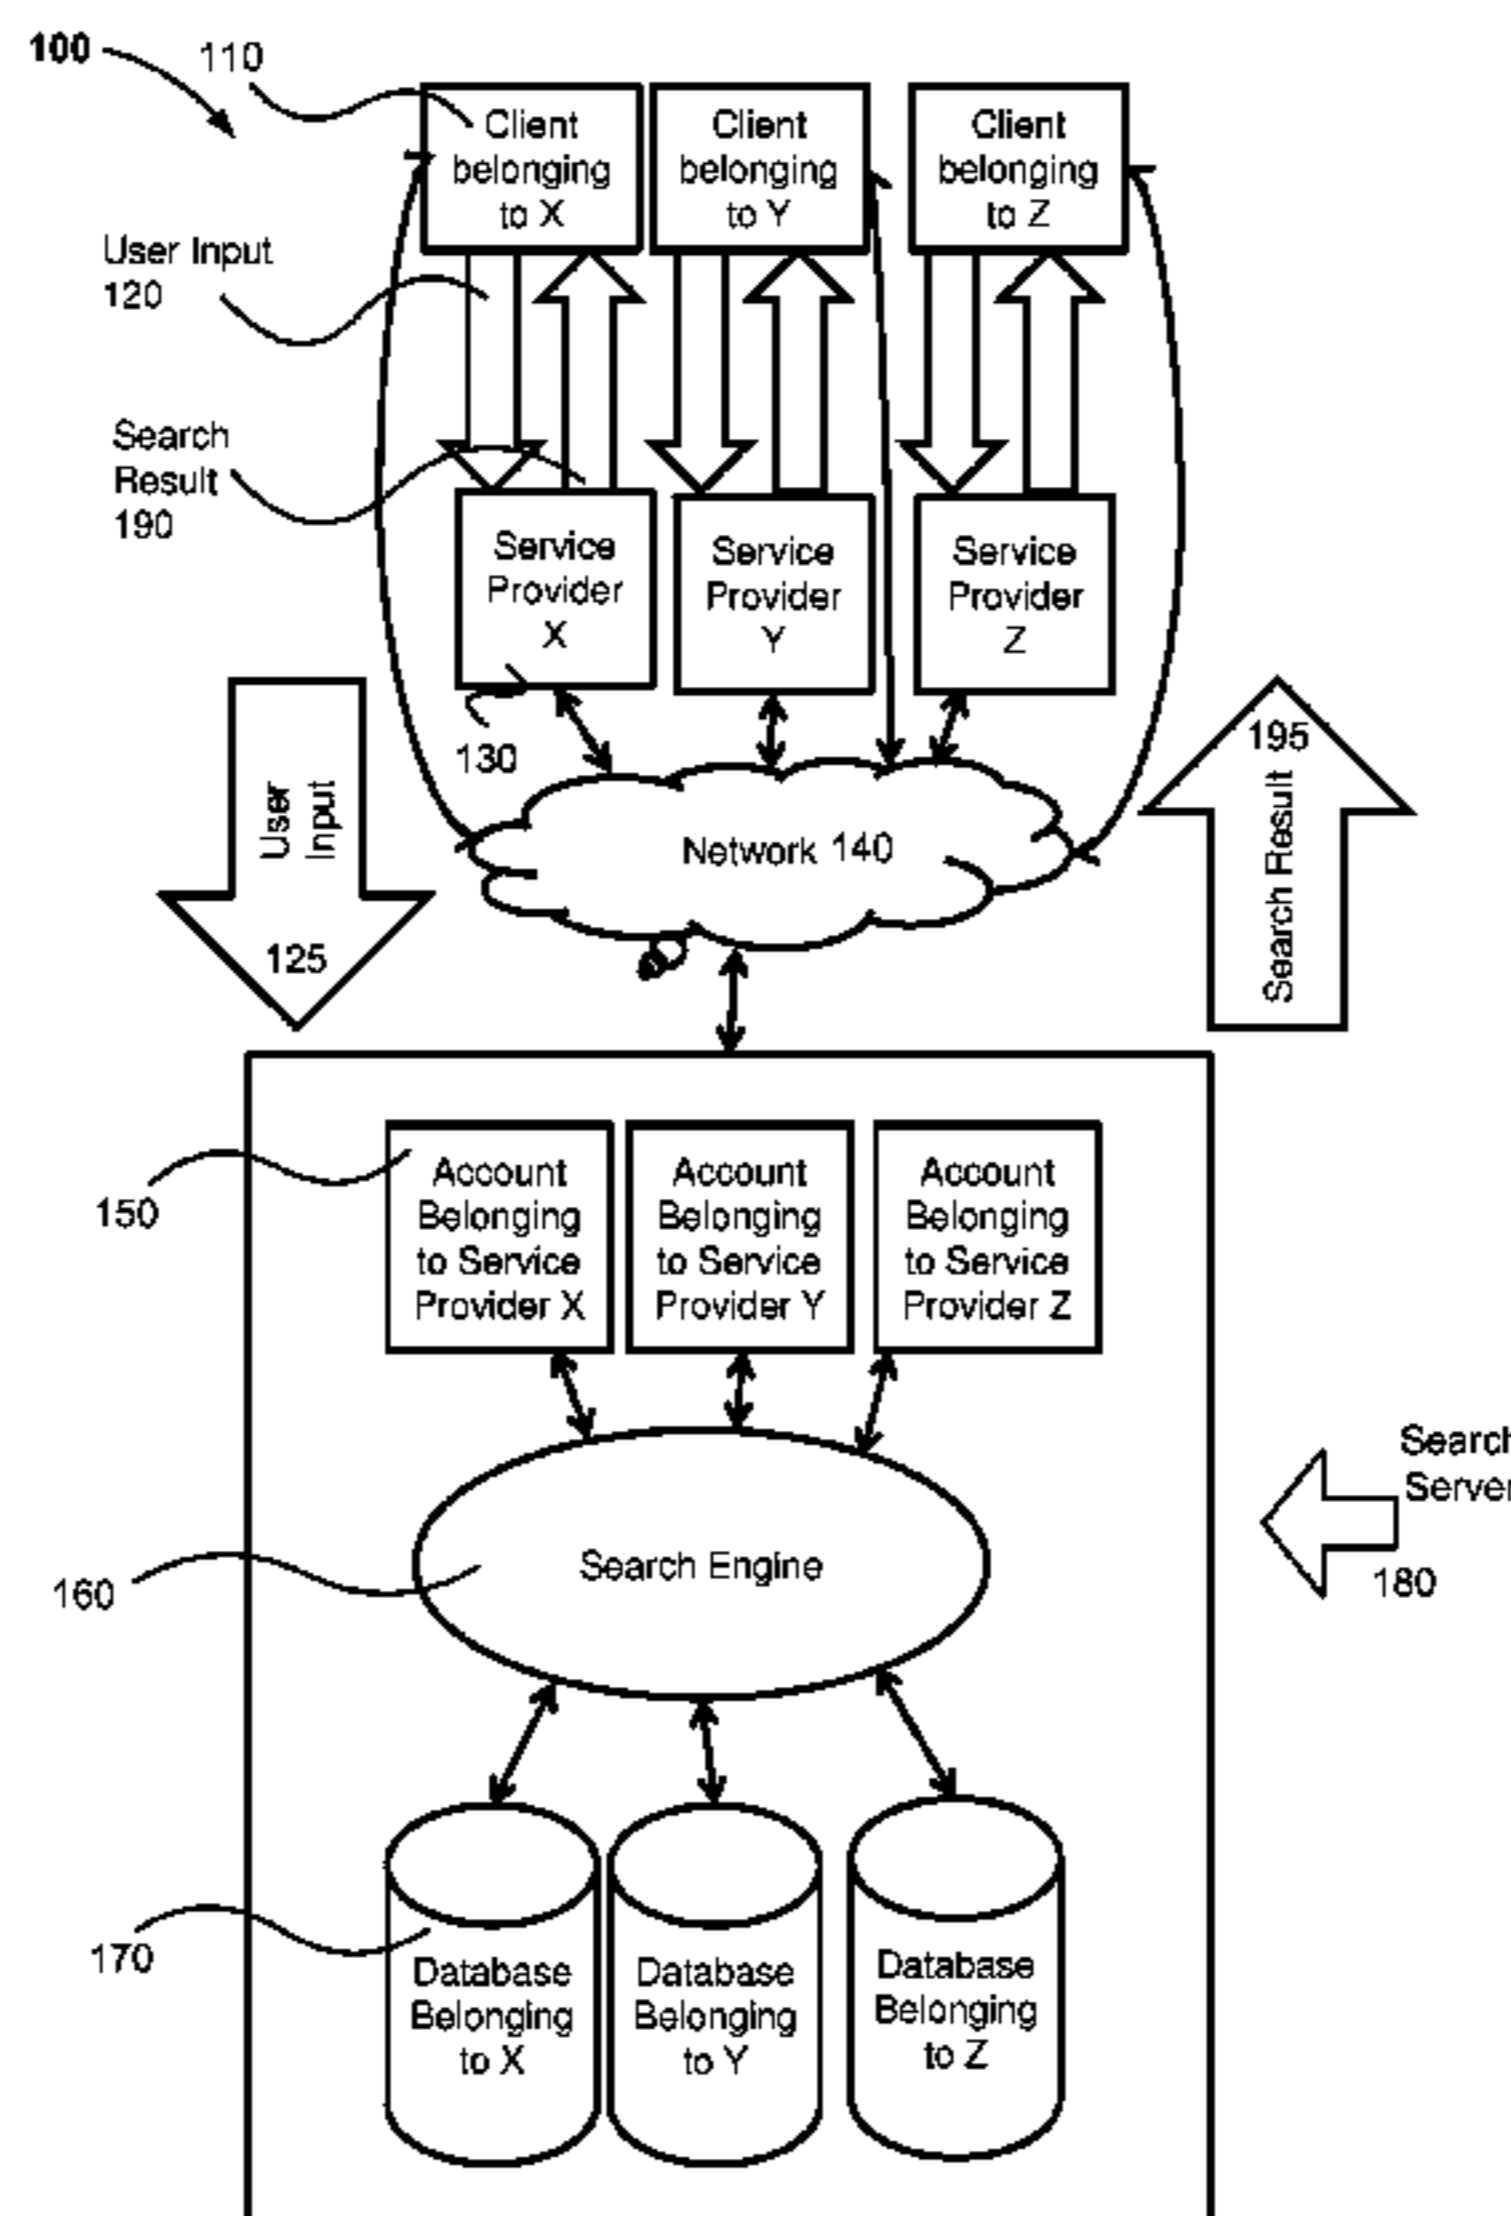 100
110
Client
belonging
to X
Client
belonging
to Y
Client
belonging
to Z
User Input
120
Search
Result
190
Service
Provider
X
Service
Provider
Y
Service
Provider
Z
130
User
Input
125
Network 140
195
Search Result
150
Account
Belonging
to Service
Provider X
Account
Belonging
to Service
Provider Y
Account
Belonging
to Service
Provider Z
160
Search Engine
Search
Server
180
170
Database
Belonging
to X
Database
Belonging
to Y
Database
Belonging
to Z